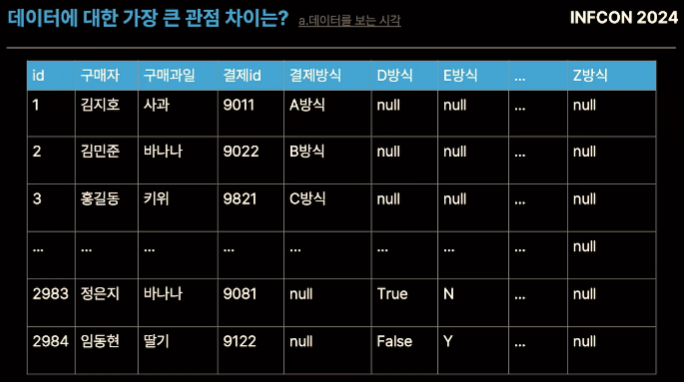 데이터에 대한 가장 큰 관점 차이는? a.데이터를 보는 시각 INFCON 2024
id 구매자 구매과일 결제id 결제방식 D방식 E방식 ... Z방식
1 김지호 사과 9011 A방식 null null ... null
2 김민준 바나나 9022 B방식 null null ... null
3 홍길동 키위 9821 C방식 null null ... null
... ... ... ... ... ... ... ... null
2983 정은지 바나나 9081 null True N ... null
2984 임동현 딸기 9122 null False Y ... null